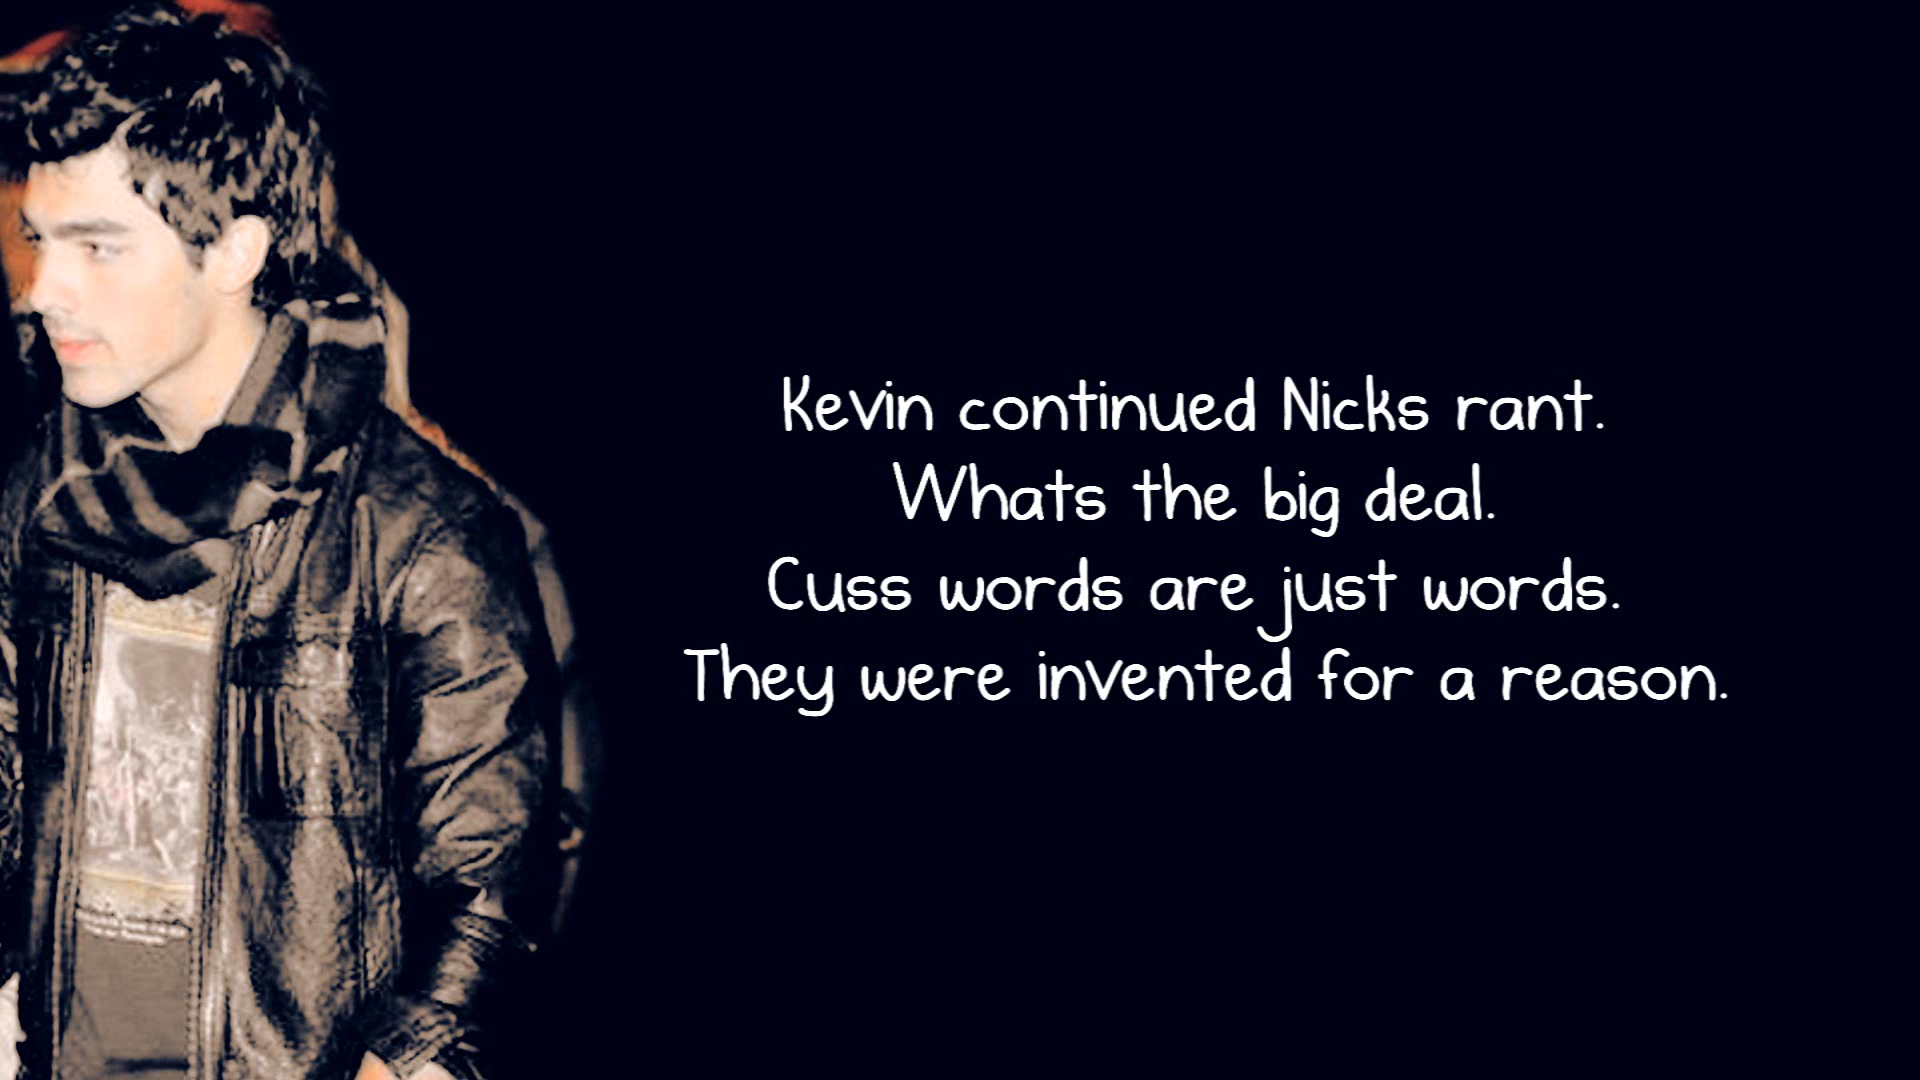 Kevin continued Nicks rant.
Whats the big deal.
Cuss words are just words.
They were invented for a reason.